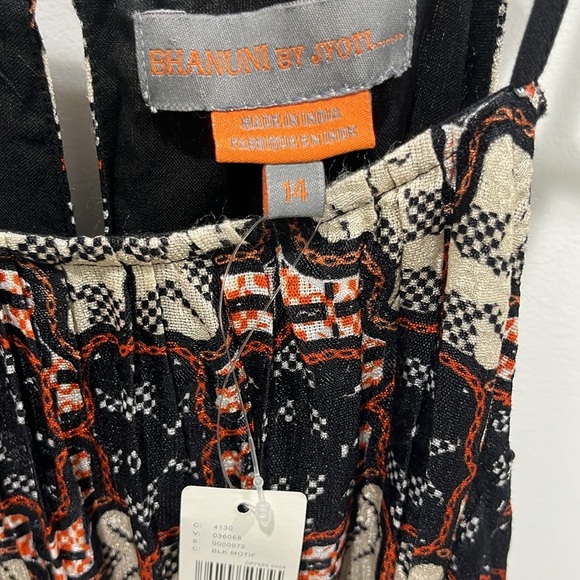 BHANUNI BY JYOTI
MADE IN INDIA
FABRIQUE EN INDE
14
C: 4130
V: 036068
S: 0000072
C: BLK MOTIF